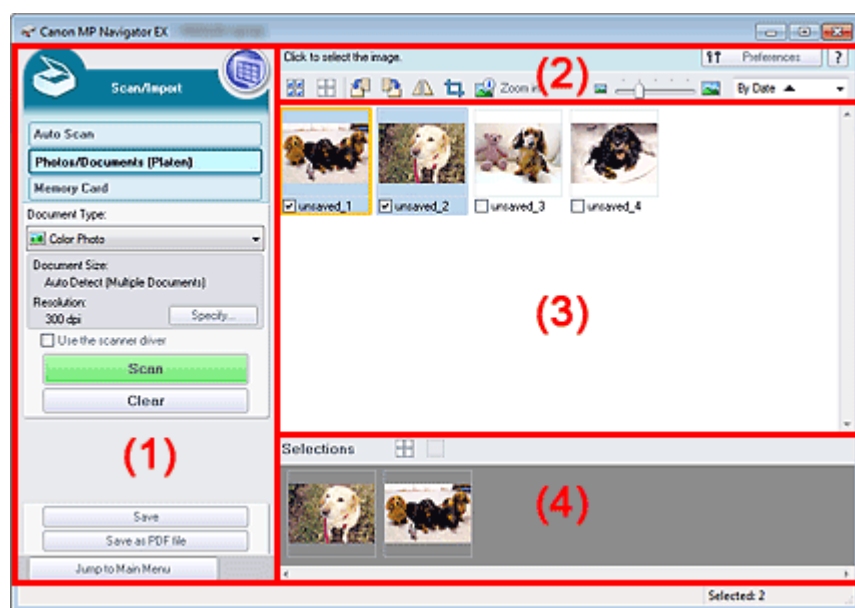 Canon MP Navigator EX
Scan/Import
Auto Scan
Photos/Documents (Platen)
Memory Card
Document Type:
Color Photo
Document Size:
Auto Detect (Multiple Documents)
Resolution:
300 dpi
Specify...
Use the scanner driver
Scan
Clear
(1)
Save
Save as PDF file
Jump to Main Menu
Click to select the image.
Preferences
?
Zoom in
(2)
By Date
unsaved_1
unsaved_2
unsaved_3
unsaved_4
(3)
Selections
(4)
Selected: 2